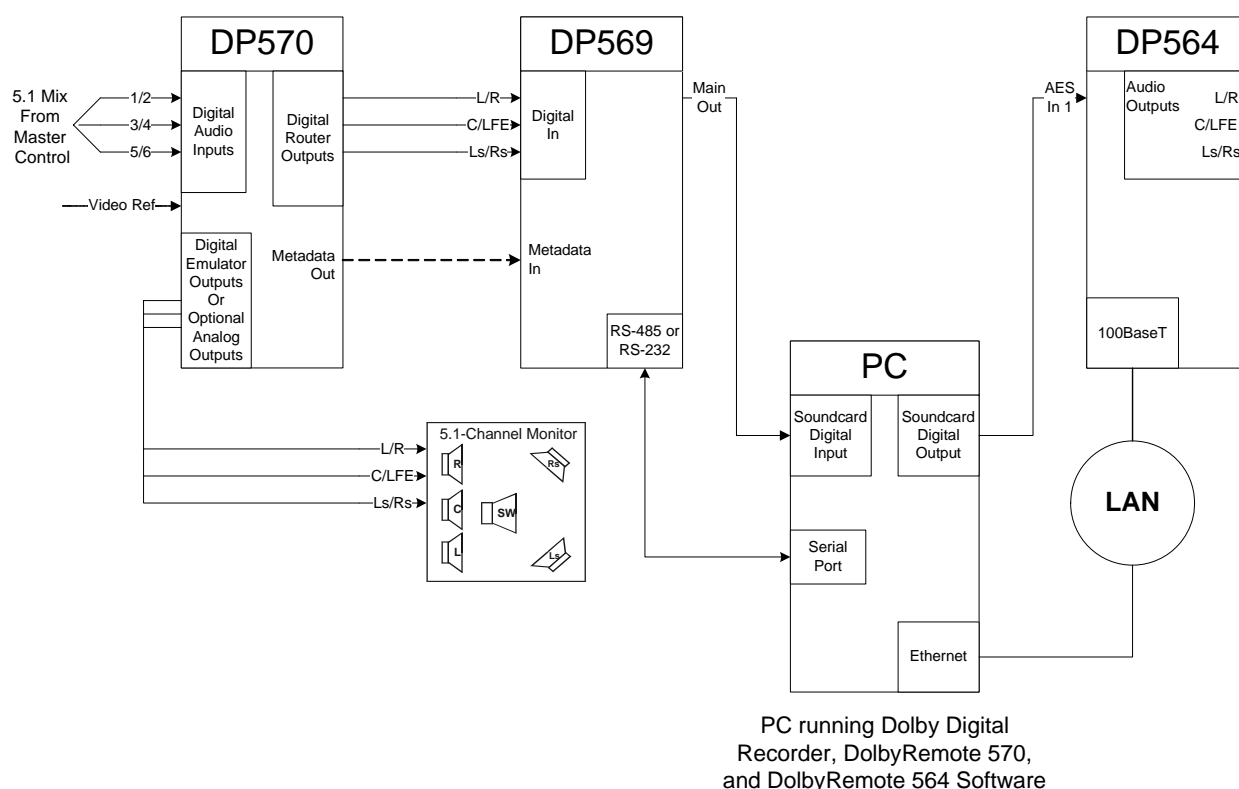 DP570
DP569
DP564
5.1 Mix
From
Master
Control
1/2
3/4
5/6
Digital
Audio
Inputs
Digital
Router
Outputs
L/R
C/LFE
Ls/Rs
Digital
In
Main
Out
AES
In 1
Audio
Outputs
L/R
C/LFE
Ls/Rs
Video Ref
Digital
Emulator
Outputs
Or
Optional
Analog
Outputs
Metadata
Out
Metadada
In
RS-485 or
RS-232
100BaseT
PC
Soundcard
Digital
Input
Soundcard
Digital
Output
L/R
C/LFE
Ls/Rs
5.1-Channel Monitor
R
Rs
C
SW
L
Ls
LAN
Serial
Port
Ethernet
PC running Dolby Digital
Recorder, DolbyRemote 570,
and DolbyRemote 564 Software